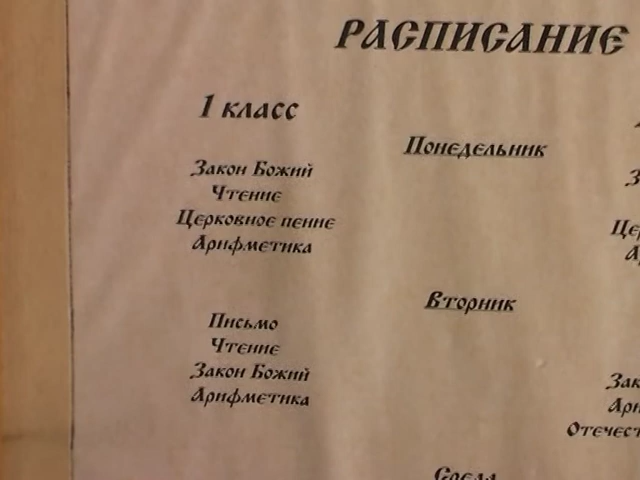 РАСПИСАНИЕ
1 класс
Понедельник
Закон Божий
Чтение
Церковное пение
Арифметика
Вторник
Письмо
Чтение
Закон Божий
Арифметика
Среда